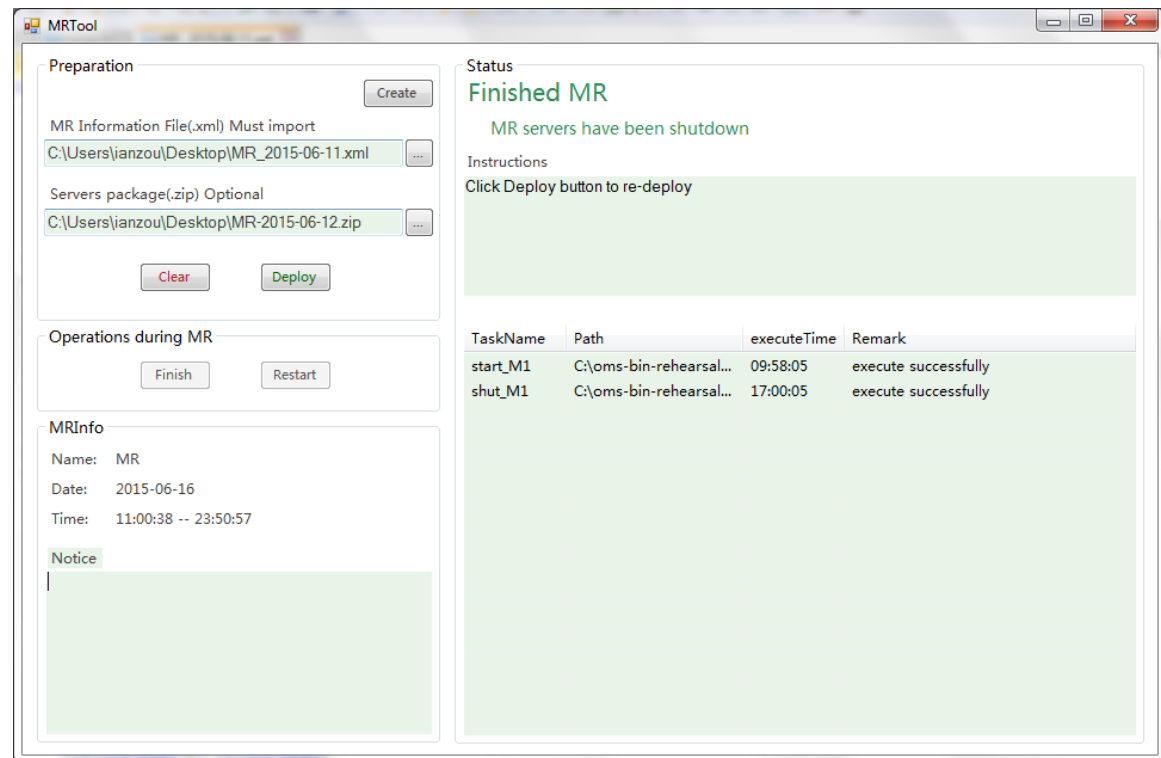 MRTool
Preparation
Create
MR Information File(.xml) Must import
C:\Users\ianzou\Desktop\MR_2015-06-11.xml
...
Servers package(.zip) Optional
C:\Users\ianzou\Desktop\MR-2015-06-12.zip
...
Clear Deploy
Operations during MR
Finish Restart
MRInfo
Name: MR
Date: 2015-06-16
Time: 11:00:38 -- 23:50:57
Notice
Status
Finished MR
MR servers have been shutdown
Instructions
Click Deploy button to re-deploy
TaskName Path executeTime Remark
start_M1 C:\oms-bin-rehearsal... 09:58:05 execute successfully
shut_M1 C:\oms-bin-rehearsal... 17:00:05 execute successfully